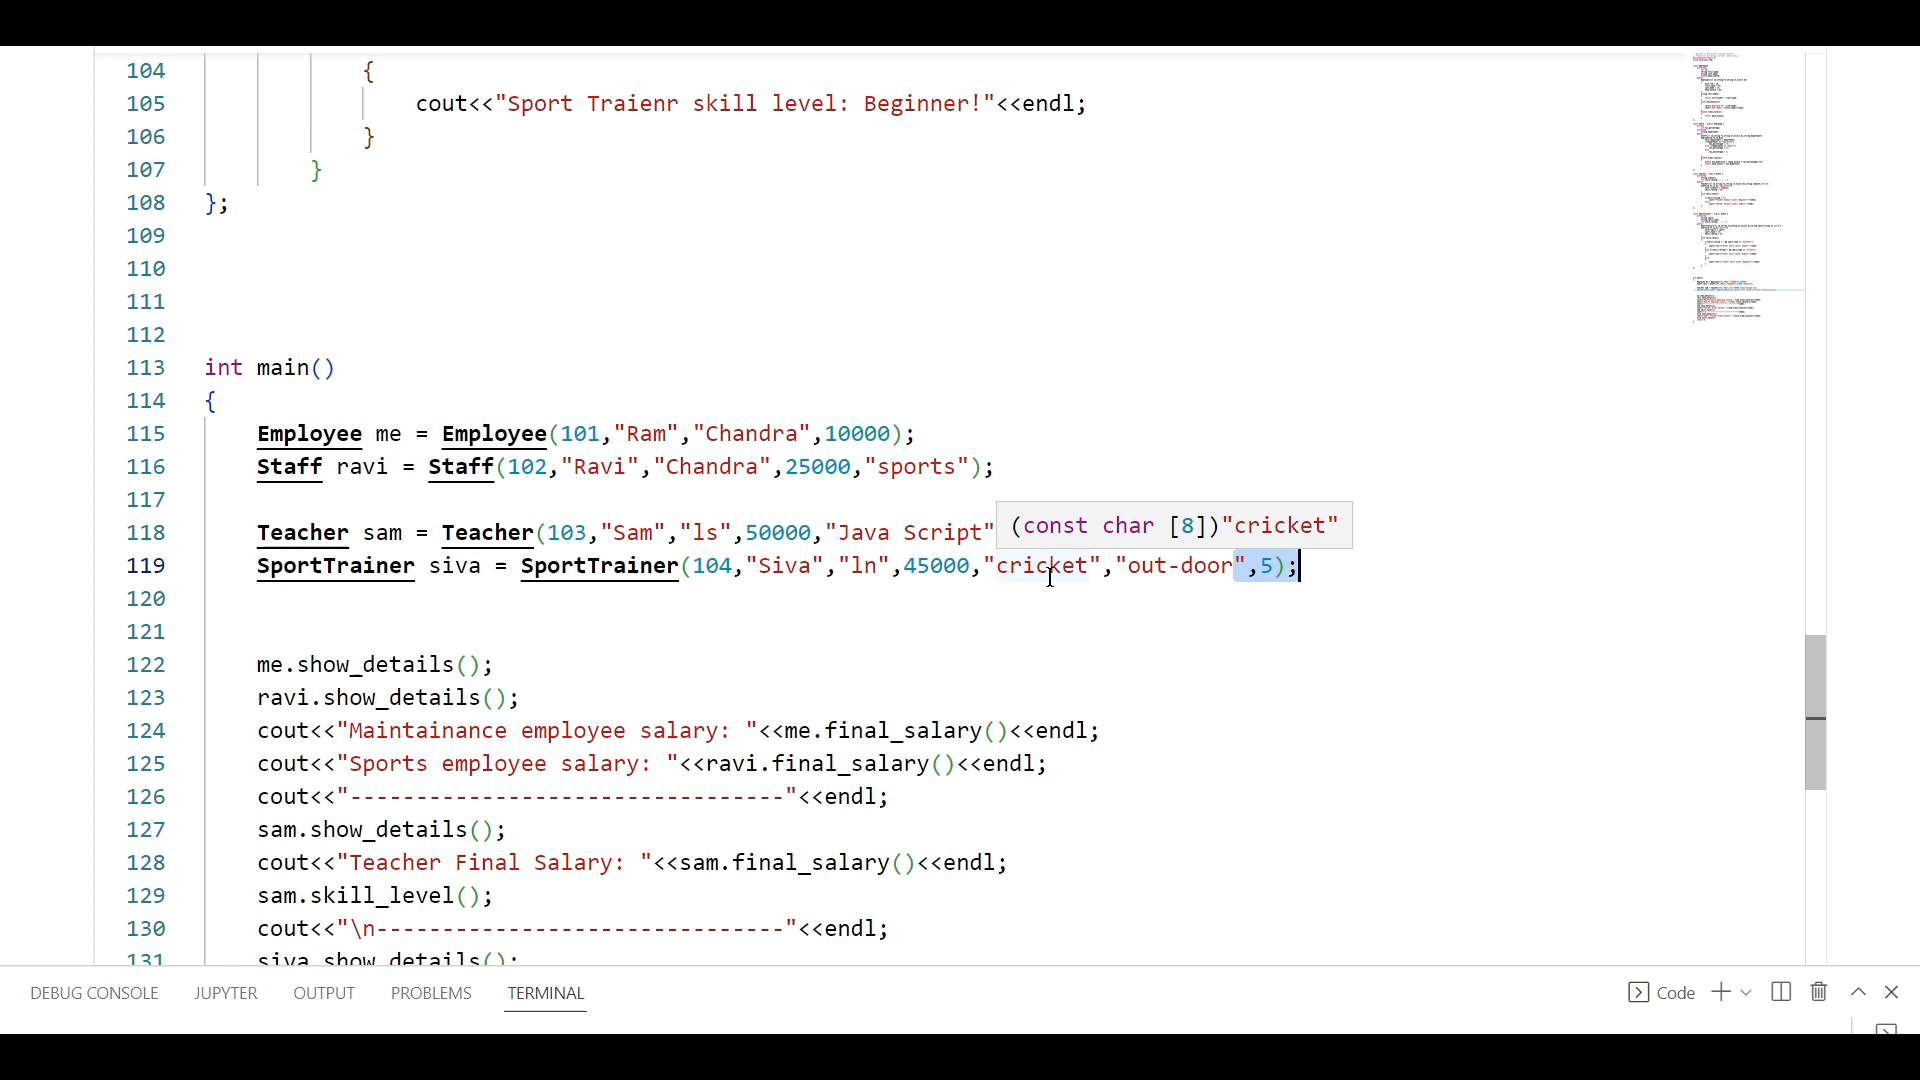 104 {
105 cout<<"Sport Traienr skill level: Beginner!"<<endl;
106 }
107 }
108 };
109
110
111
112
113 int main()
114 {
115 Employee me = Employee(101,"Ram","Chandra",10000);
116 Staff ravi = Staff(102,"Ravi","Chandra",25000,"sports");
117
(const char [8])"cricket"
118 Teacher sam = Teacher(103,"Sam","ls",50000,"Java Script"
119 SportTrainer siva = SportTrainer(104,"Siva","ln",45000,"cricket","out-door",5);
120
121
122 me.show_details();
123 ravi.show_details();
124 cout<<"Maintainance employee salary: "<<me.final_salary()<<endl;
125 cout<<"Sports employee salary: "<<ravi.final_salary()<<endl;
126 cout<<"---------------------------------"<<endl;
127 sam.show_details();
128 cout<<"Teacher Final Salary: "<<sam.final_salary()<<endl;
129 sam.skill_level();
130 cout<<"\n-------------------------------"<<endl;
131 siva.show_details();
DEBUG CONSOLE JUPYTER OUTPUT PROBLEMS TERMINAL Code